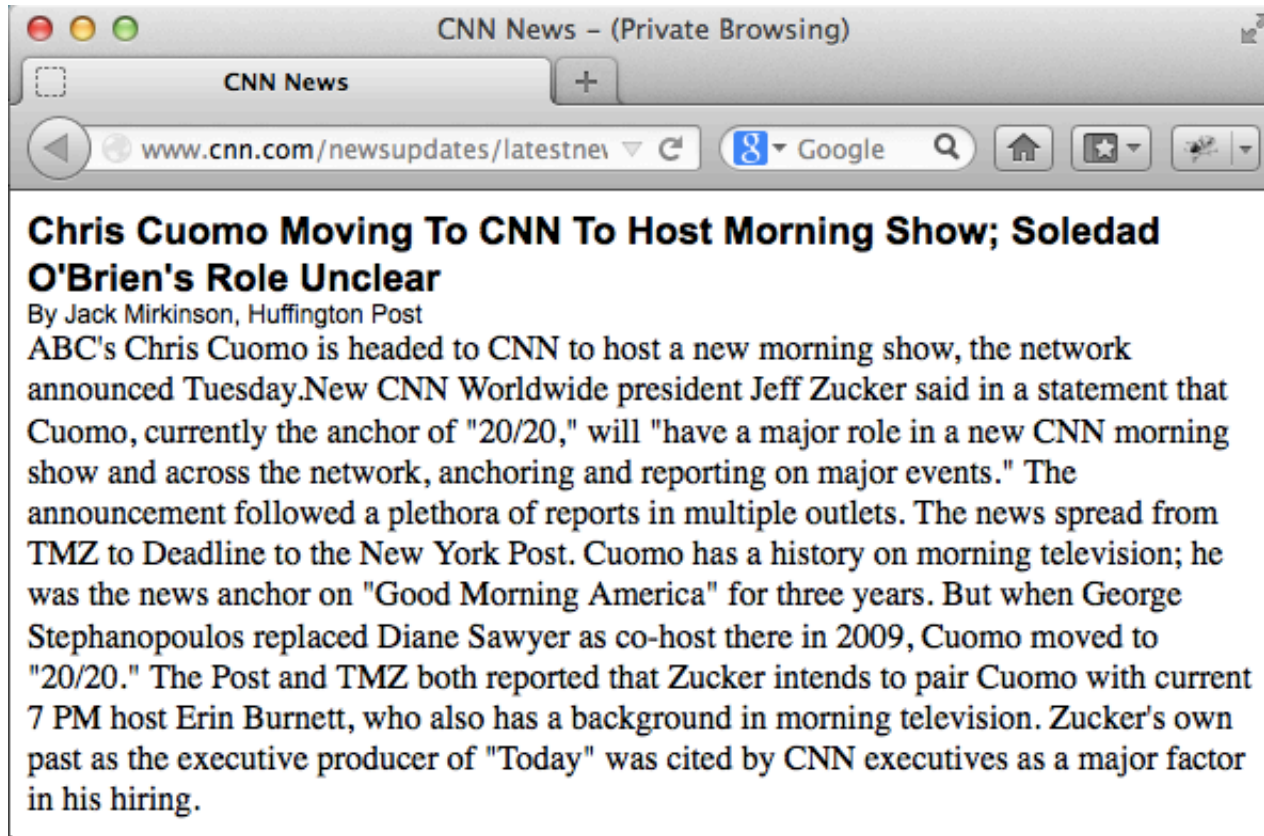 CNN News – (Private Browsing)
CNN News
www.cnn.com/newsupdates/latestnew
Google
Chris Cuomo Moving To CNN To Host Morning Show; Soledad
O'Brien's Role Unclear
By Jack Mirkinson, Huffington Post
ABC's Chris Cuomo is headed to CNN to host a new morning show, the network
announced Tuesday.New CNN Worldwide president Jeff Zucker said in a statement that
Cuomo, currently the anchor of "20/20," will "have a major role in a new CNN morning
show and across the network, anchoring and reporting on major events." The
announcement followed a plethora of reports in multiple outlets. The news spread from
TMZ to Deadline to the New York Post. Cuomo has a history on morning television; he
was the news anchor on "Good Morning America" for three years. But when George
Stephanopoulos replaced Diane Sawyer as co-host there in 2009, Cuomo moved to
"20/20." The Post and TMZ both reported that Zucker intends to pair Cuomo with current
7 PM host Erin Burnett, who also has a background in morning television. Zucker's own
past as the executive producer of "Today" was cited by CNN executives as a major factor
in his hiring.